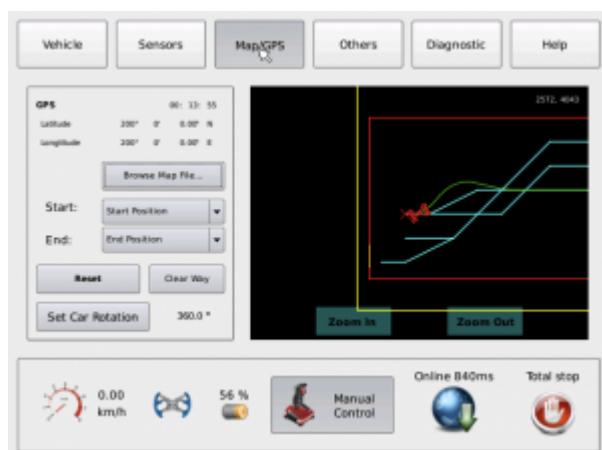 Vehicle
Sensors
Map/GPS
Others
Diagnostic
Help
GPS 00: 13: 55
Latitude 200° 0' 0.00" N
Longitude 200° 0' 0.00" E
Browse Map File...
Start: Start Position
End: End Position
Reset
Clear Way
Set Car Rotation 360.0 °
2572, 4043
Zoom In
Zoom Out
0.00 km/h
56 %
Manual Control
Online 840ms
Total stop